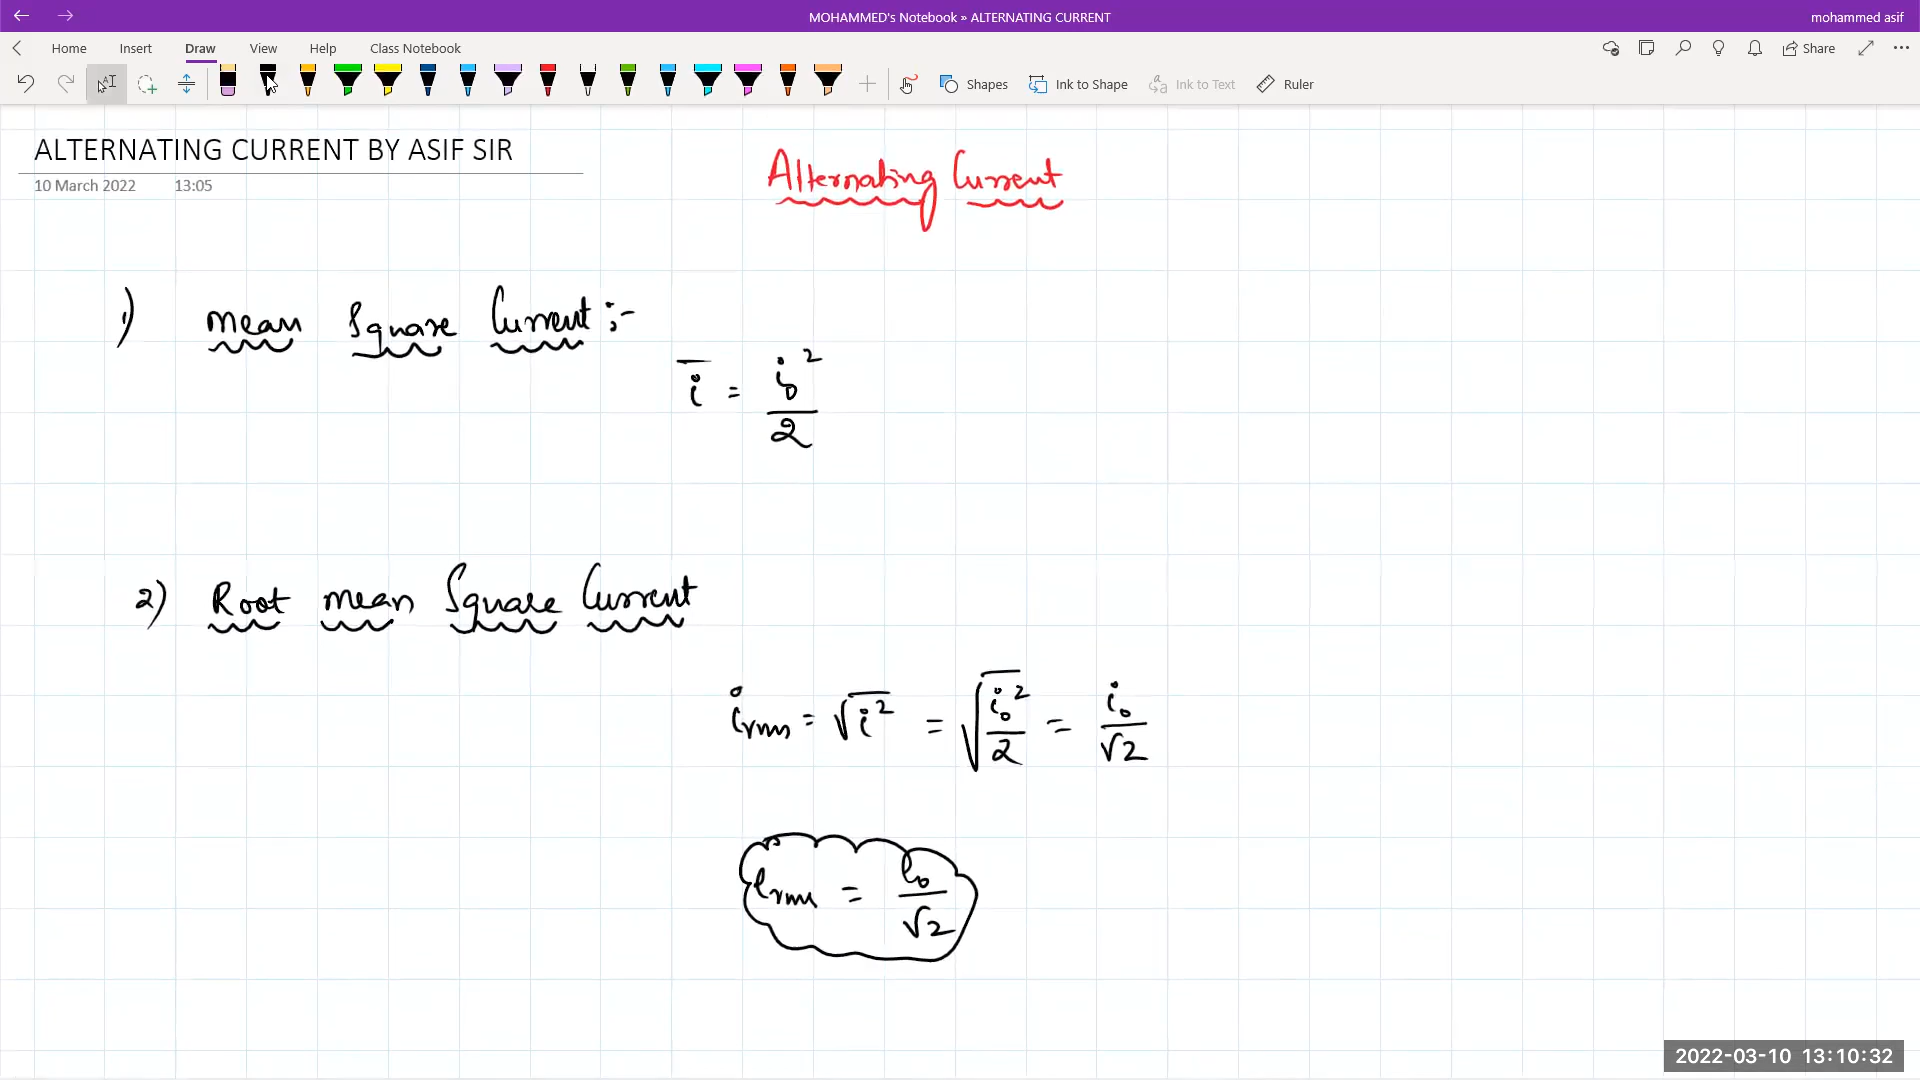 MOHAMMED's Notebook » ALTERNATING CURRENT
mohammed asif
Home Insert Draw View Help Class Notebook
Share
Shapes Ink to Shape Ink to Text Ruler
ALTERNATING CURRENT BY ASIF SIR
10 March 2022 13:05
Alternating Current
1) mean Square Current :-
i̅ = i₀²/2
2) Root mean Square Current
i_rms = √i² = √(i₀²/2) = i₀/√2
e_rms = e₀/√2
2022-03-10 13:10:32